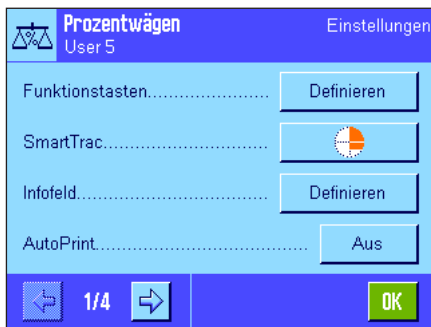 Prozentwägen Einstellungen
User 5
Funktionstasten........................... Definieren
SmartTrac....................................
Infofeld........................................ Definieren
AutoPrint............................................... Aus
1/4 OK